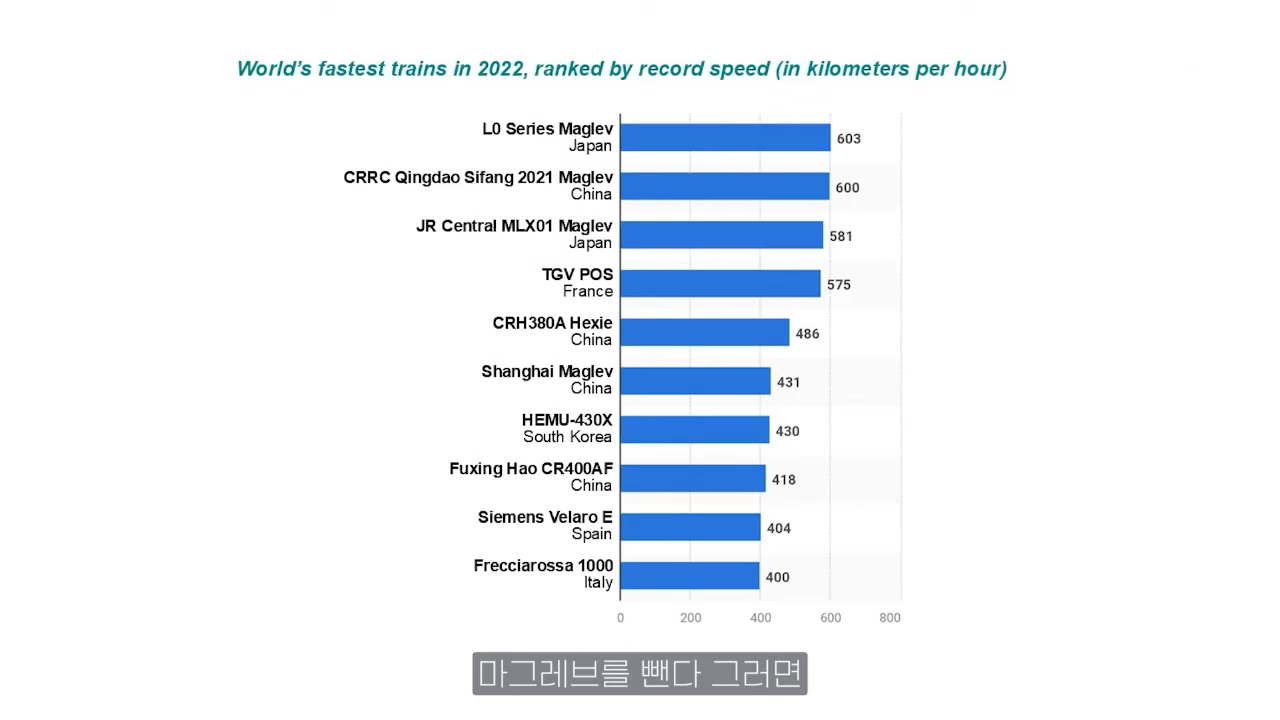 World's fastest trains in 2022, ranked by record speed (in kilometers per hour)
L0 Series Maglev
Japan
603
CRRC Qingdao Sifang 2021 Maglev
China
600
JR Central MLX01 Maglev
Japan
581
TGV POS
France
575
CRH380A Hexie
China
486
Shanghai Maglev
China
431
HEMU-430X
South Korea
430
Fuxing Hao CR400AF
China
418
Siemens Velaro E
Spain
404
Frecciarossa 1000
Italy
400
0 200 400 600 800
마그레브를 뺀다 그러면